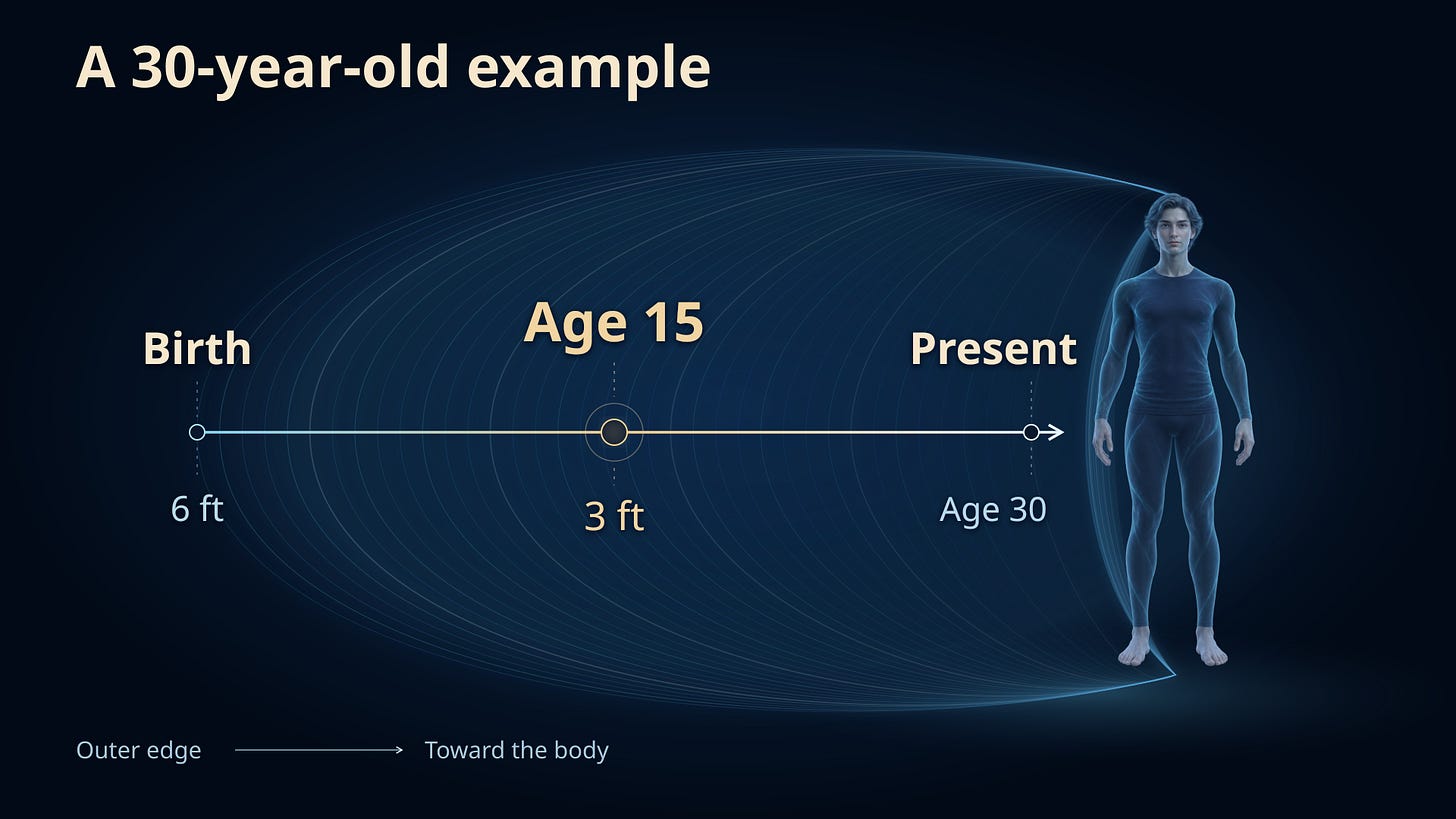 A 30-year-old example
Age 15
Birth
Present
6 ft
3 ft
Age 30
Outer edge
Toward the body